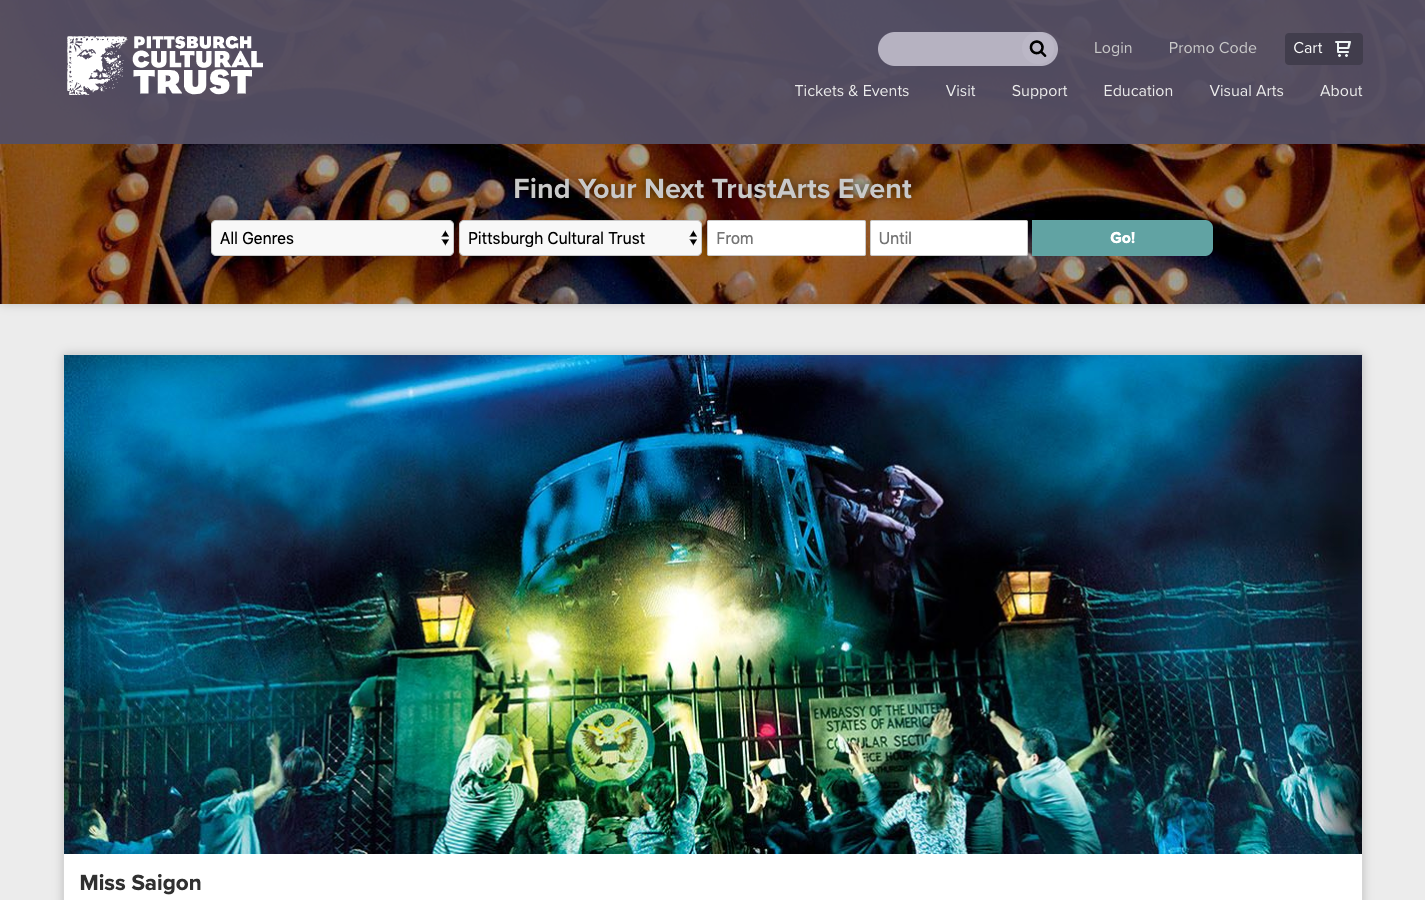 PITTSBURGH
CULTURAL
TRUST
Login
Promo Code
Cart
Tickets & Events
Visit
Support
Education
Visual Arts
About
Find Your Next TrustArts Event
All Genres
Pittsburgh Cultural Trust
From
Until
Go!
EMBASSY OF THE UNITED
STATES OF AMERICA
CONSULAR SECTION
Miss Saigon